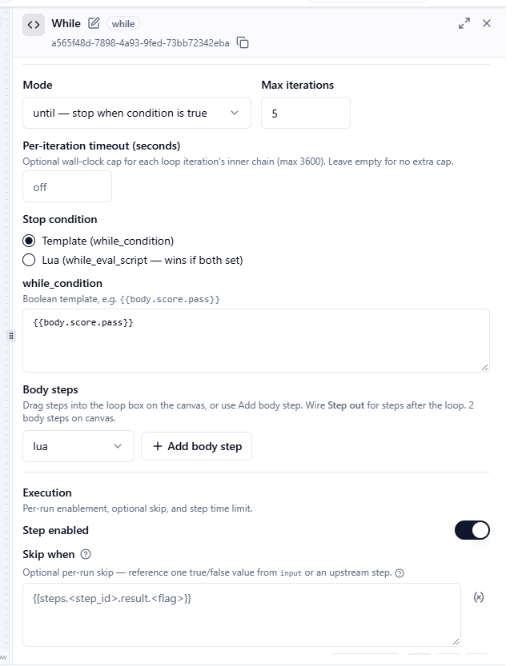 While while
a565f48d-7898-4a93-9fed-73bb72342eba
Mode Max iterations
until — stop when condition is true 5
Per-iteration timeout (seconds)
Optional wall-clock cap for each loop iteration's inner chain (max 3600). Leave empty for no extra cap.
off
Stop condition
Template (while_condition)
Lua (while_eval_script — wins if both set)
while_condition
Boolean template, e.g. {{body.score.pass}}
{{body.score.pass}}
Body steps
Drag steps into the loop box on the canvas, or use Add body step. Wire Step out for steps after the loop. 2
body steps on canvas.
lua + Add body step
Execution
Per-run enablement, optional skip, and step time limit.
Step enabled
Skip when
Optional per-run skip — reference one true/false value from input or an upstream step.
{{steps.<step_id>.result.<flag>}} (x)